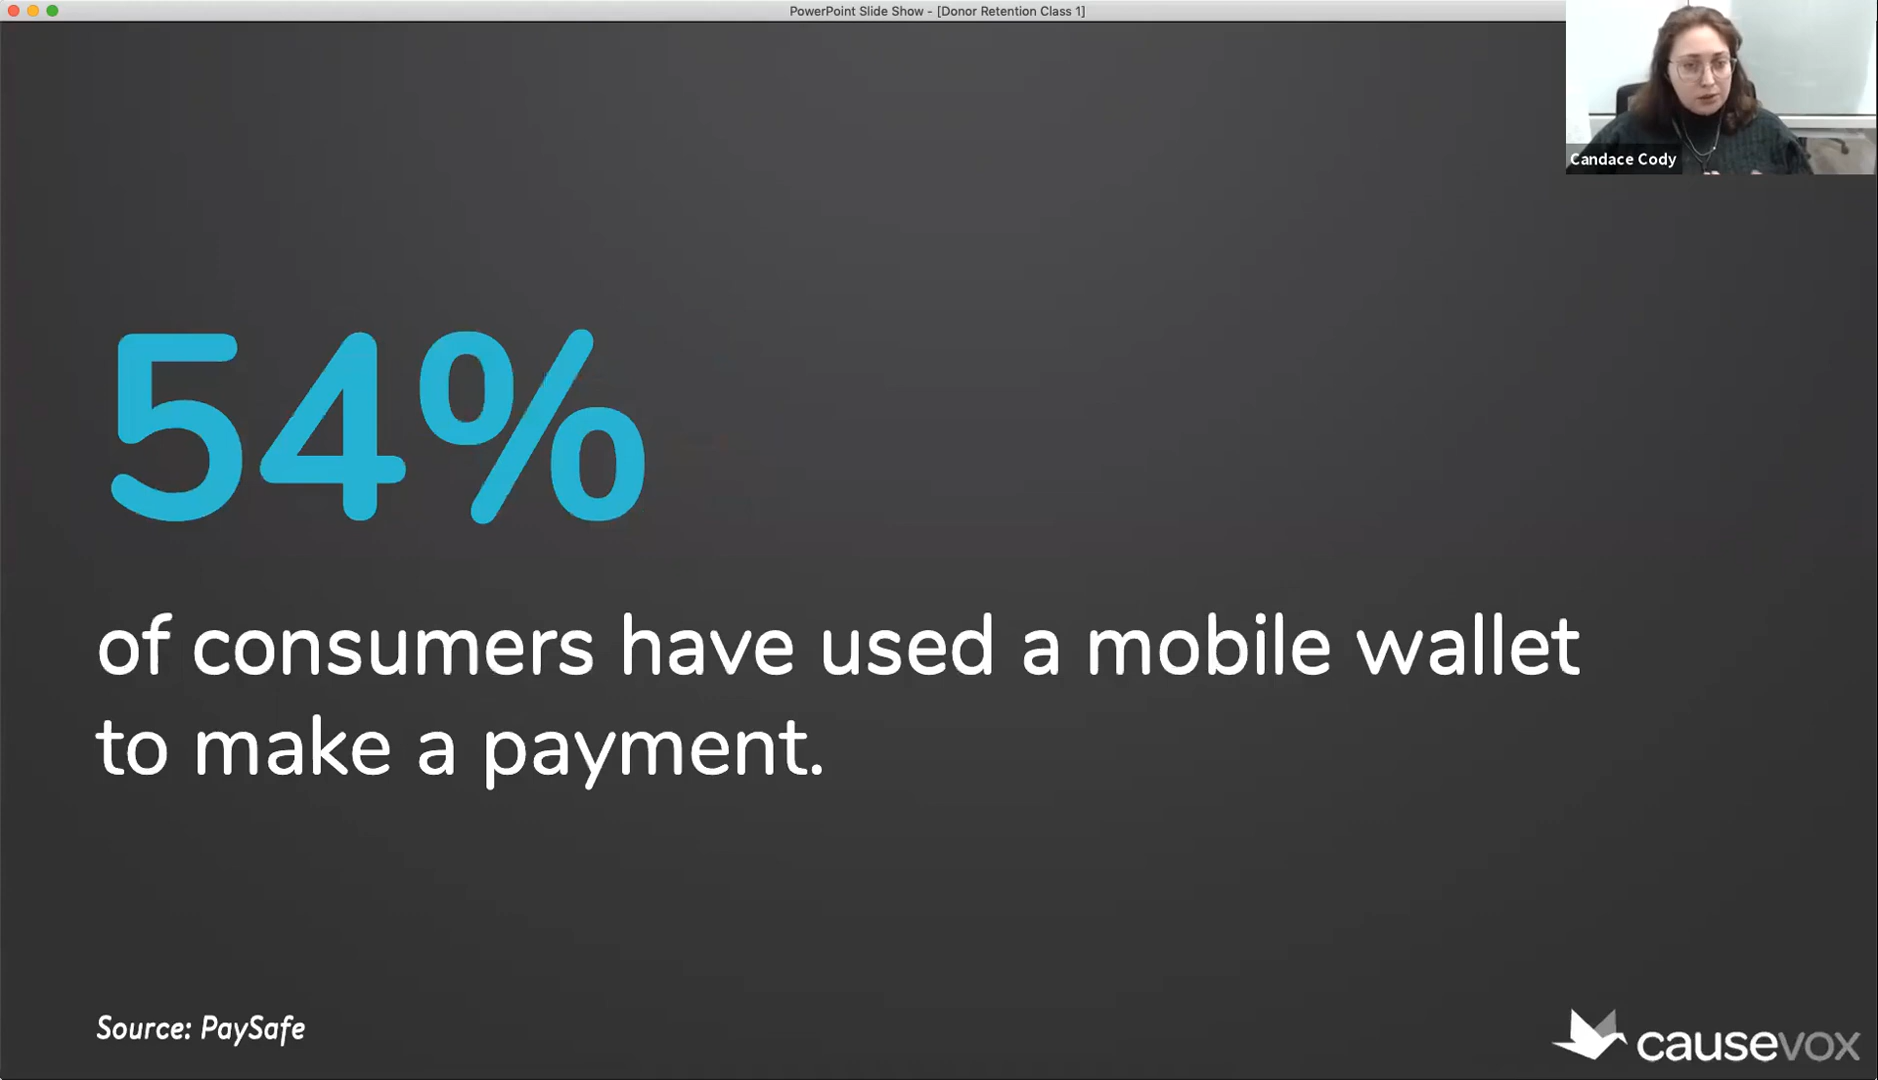 PowerPoint Slide Show - [Donor Retention Class 1]
Candace Cody
54%
of consumers have used a mobile wallet
to make a payment.
Source: PaySafe
causevox